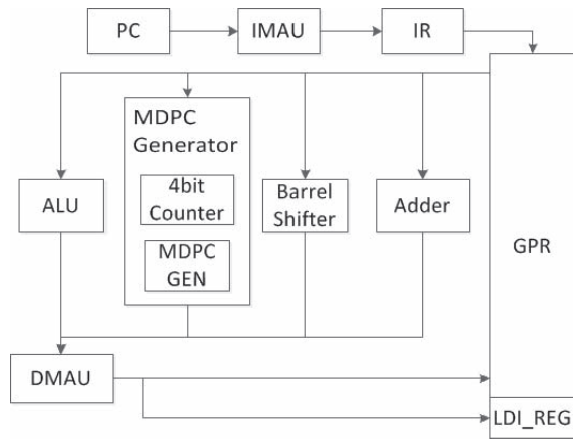 PC
IMAU
IR
MDPC
Generator
4bit
Counter
MDPC
GEN
ALU
Barrel
Shifter
Adder
GPR
DMAU
LDI_REG